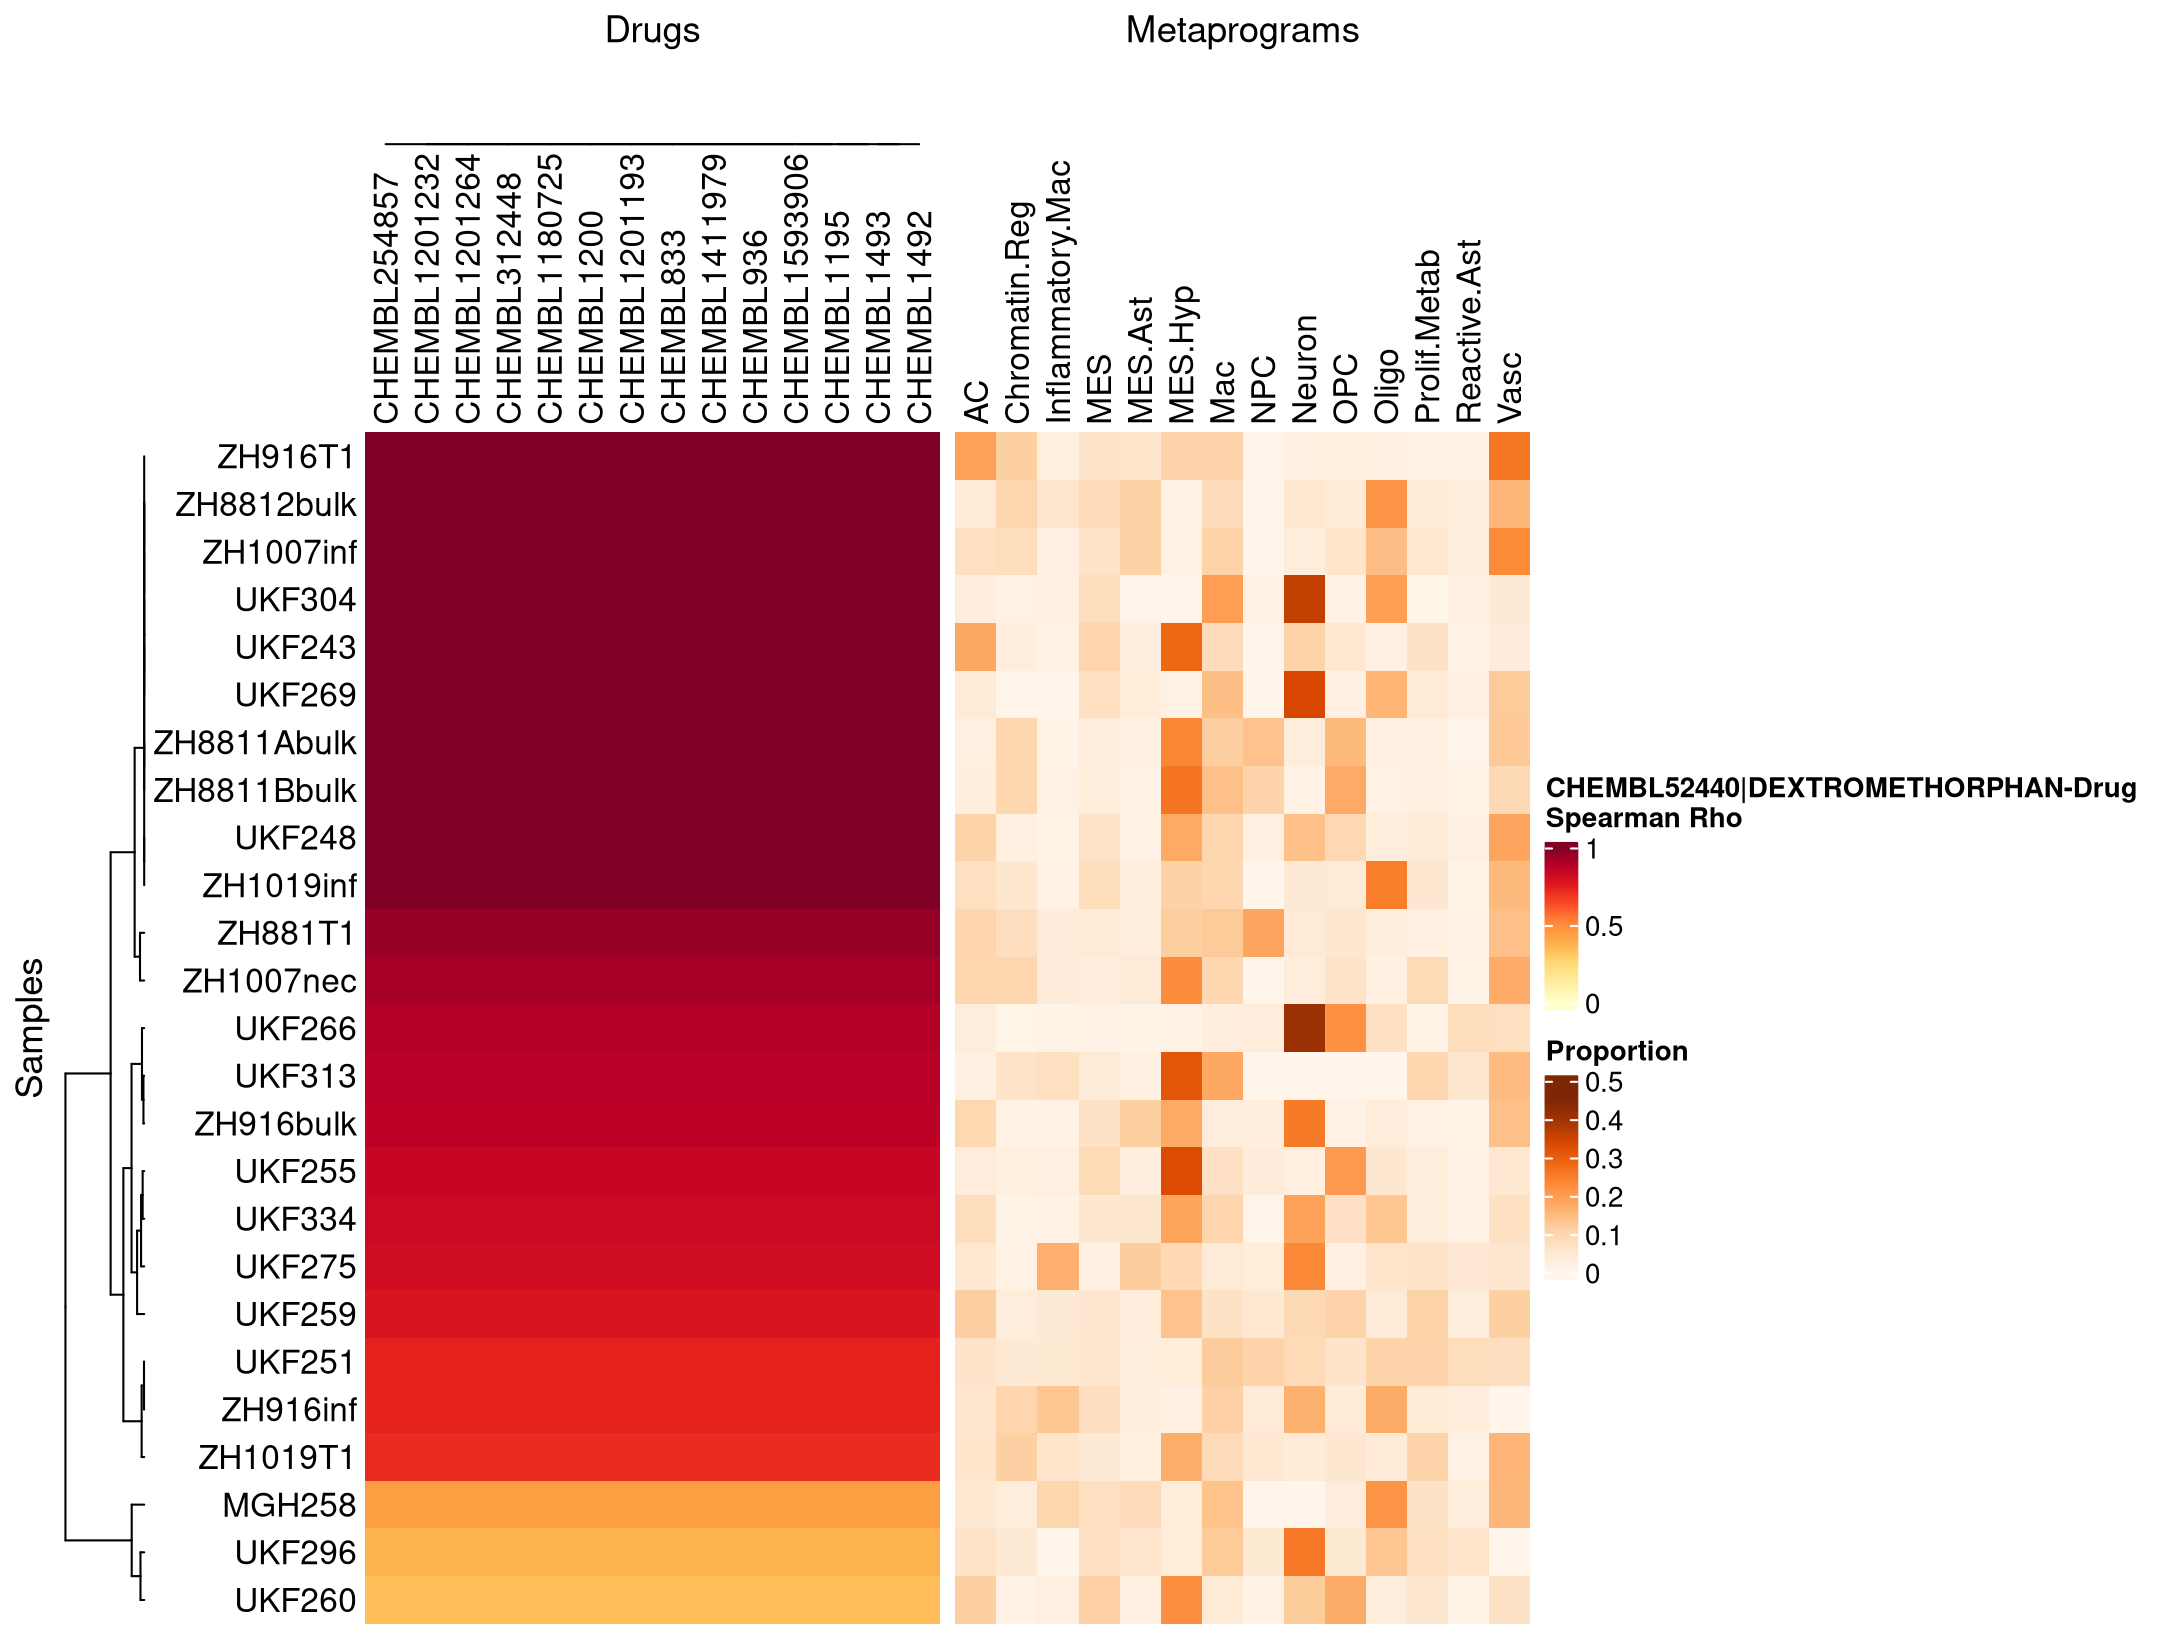 Drugs
Metaprograms
CHEMBL254857
CHEMBL1201232
CHEMBL1201264
CHEMBL312448
CHEMBL1180725
CHEMBL1200
CHEMBL1201193
CHEMBL833
CHEMBL1411979
CHEMBL936
CHEMBL1593906
CHEMBL1195
CHEMBL1493
CHEMBL1492
AC
Chromatin.Reg
Inflammatory.Mac
MES
MES.Ast
MES.Hyp
Mac
NPC
Neuron
OPC
Oligo
Prolif.Metab
Reactive.Ast
Vasc
Samples
ZH916T1
ZH8812bulk
ZH1007inf
UKF304
UKF243
UKF269
ZH8811Abulk
ZH8811Bbulk
UKF248
ZH1019inf
ZH881T1
ZH1007nec
UKF266
UKF313
ZH916bulk
UKF255
UKF334
UKF275
UKF259
UKF251
ZH916inf
ZH1019T1
MGH258
UKF296
UKF260
CHEMBL52440|DEXTROMETHORPHAN-Drug
Spearman Rho
1
0.5
0
Proportion
0.5
0.4
0.3
0.2
0.1
0